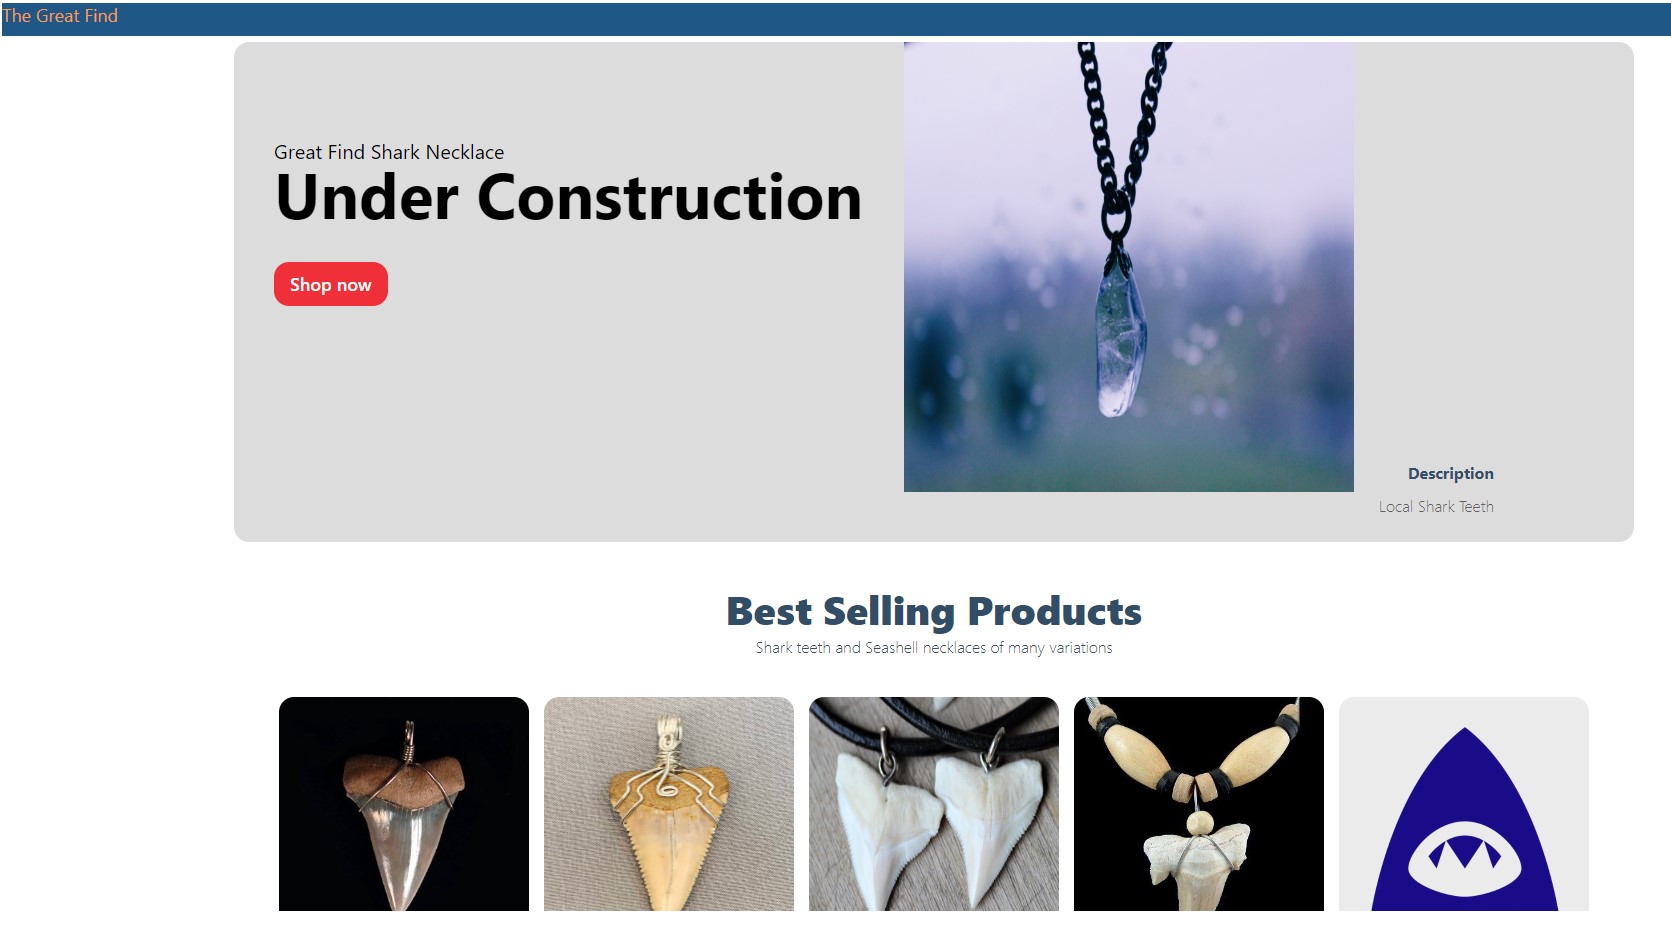 The Great Find
Great Find Shark Necklace
Under Construction
Shop now
Description
Local Shark Teeth
Best Selling Products
Shark teeth and Seashell necklaces of many variations